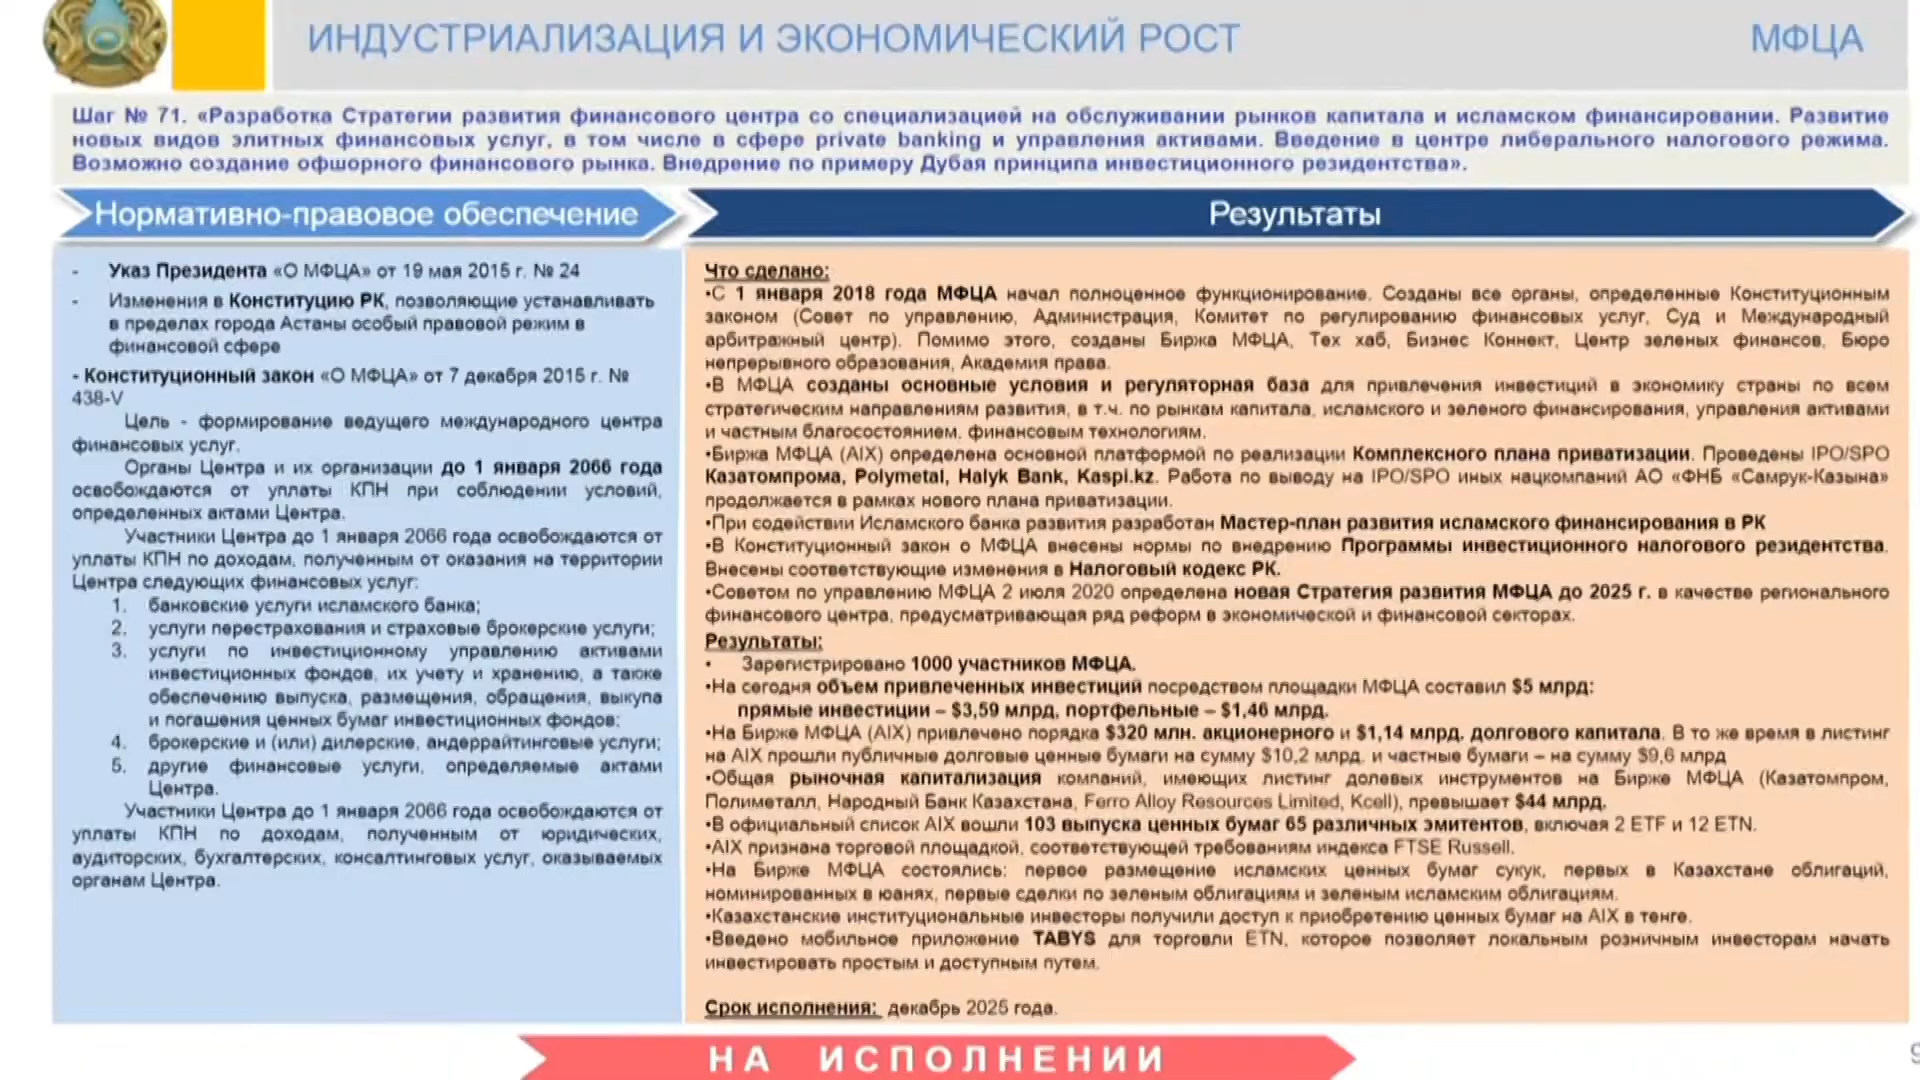 ИНДУСТРИАЛИЗАЦИЯ И ЭКОНОМИЧЕСКИЙ РОСТ
МФЦА
Шаг № 71. «Разработка Стратегии развития финансового центра со специализацией на обслуживании рынков капитала и исламском финансировании. Развитие
новых видов элитных финансовых услуг, в том числе в сфере private banking и управления активами. Введение в центре либерального налогового режима.
Возможно создание офшорного финансового рынка. Внедрение по примеру Дубая принципа инвестиционного резидентства».
Нормативно-правовое обеспечение
- Указ Президента «О МФЦА» от 19 мая 2015 г. № 24
- Изменения в Конституцию РК, позволяющие устанавливать
в пределах города Астаны особый правовой режим в
финансовой сфере
- Конституционный закон «О МФЦА» от 7 декабря 2015 г. №
438-V
Цель - формирование ведущего международного центра
финансовых услуг.
Органы Центра и их организации до 1 января 2066 года
освобождаются от уплаты КПН при соблюдении условий,
определенных актами Центра.
Участники Центра до 1 января 2066 года освобождаются от
уплаты КПН по доходам, полученным от оказания на территории
Центра следующих финансовых услуг:
1. банковские услуги исламского банка;
2. услуги перестрахования и страховые брокерские услуги;
3. услуги по инвестиционному управлению активами
инвестиционных фондов, их учету и хранению, а также
обеспечению выпуска, размещения, обращения, выкупа
и погашения ценных бумаг инвестиционных фондов;
4. брокерские и (или) дилерские, андеррайтинговые услуги;
5. другие финансовые услуги, определяемые актами
Центра.
Участники Центра до 1 января 2066 года освобождаются от
уплаты КПН по доходам, полученным от юридических,
аудиторских, бухгалтерских, консалтинговых услуг, оказываемых
органам Центра.
Результаты
Что сделано:
•С 1 января 2018 года МФЦА начал полноценное функционирование. Созданы все органы, определенные Конституционным
законом (Совет по управлению, Администрация, Комитет по регулированию финансовых услуг, Суд и Международный
арбитражный центр). Помимо этого, созданы Биржа МФЦА, Тех хаб, Бизнес Коннект, Центр зеленых финансов, Бюро
непрерывного образования, Академия права.
•В МФЦА созданы основные условия и регуляторная база для привлечения инвестиций в экономику страны по всем
стратегическим направлениям развития, в т.ч. по рынкам капитала, исламского и зеленого финансирования, управления активами
и частным благосостоянием, финансовым технологиям.
•Биржа МФЦА (AIX) определена основной платформой по реализации Комплексного плана приватизации. Проведены IPO/SPO
Казатомпрома, Polymetal, Halyk Bank, Kaspi.kz. Работа по выводу на IPO/SPO иных нацкомпаний АО «ФНБ «Самрук-Казына»
продолжается в рамках нового плана приватизации.
•При содействии Исламского банка развития разработан Мастер-план развития исламского финансирования в РК
•В Конституционный закон о МФЦА внесены нормы по внедрению Программы инвестиционного налогового резидентства.
Внесены соответствующие изменения в Налоговый кодекс РК.
•Советом по управлению МФЦА 2 июля 2020 определена новая Стратегия развития МФЦА до 2025 г. в качестве регионального
финансового центра, предусматривающая ряд реформ в экономической и финансовой секторах.
Результаты:
• Зарегистрировано 1000 участников МФЦА.
•На сегодня объем привлеченных инвестиций посредством площадки МФЦА составил $5 млрд:
прямые инвестиции – $3,59 млрд, портфельные – $1,46 млрд.
•На Бирже МФЦА (AIX) привлечено порядка $320 млн. акционерного и $1,14 млрд. долгового капитала. В то же время в листинг
на AIX прошли публичные долговые ценные бумаги на сумму $10,2 млрд. и частные бумаги – на сумму $9,6 млрд
•Общая рыночная капитализация компаний, имеющих листинг долевых инструментов на Бирже МФЦА (Казатомпром,
Полиметалл, Народный Банк Казахстана, Ferro Alloy Resources Limited, Kcell), превышает $44 млрд.
•В официальный список AIX вошли 103 выпуска ценных бумаг 65 различных эмитентов, включая 2 ETF и 12 ETN.
•AIX признана торговой площадкой, соответствующей требованиям индекса FTSE Russell.
•На Бирже МФЦА состоялись: первое размещение исламских ценных бумаг сукук, первых в Казахстане облигаций,
номинированных в юанях, первые сделки по зеленым облигациям и зеленым исламским облигациям.
•Казахстанские институциональные инвесторы получили доступ к приобретению ценных бумаг на AIX в тенге.
•Введено мобильное приложение TABYS для торговли ETN, которое позволяет локальным розничным инвесторам начать
инвестировать простым и доступным путем.
Срок исполнения: декабрь 2025 года.
НА ИСПОЛНЕНИИ